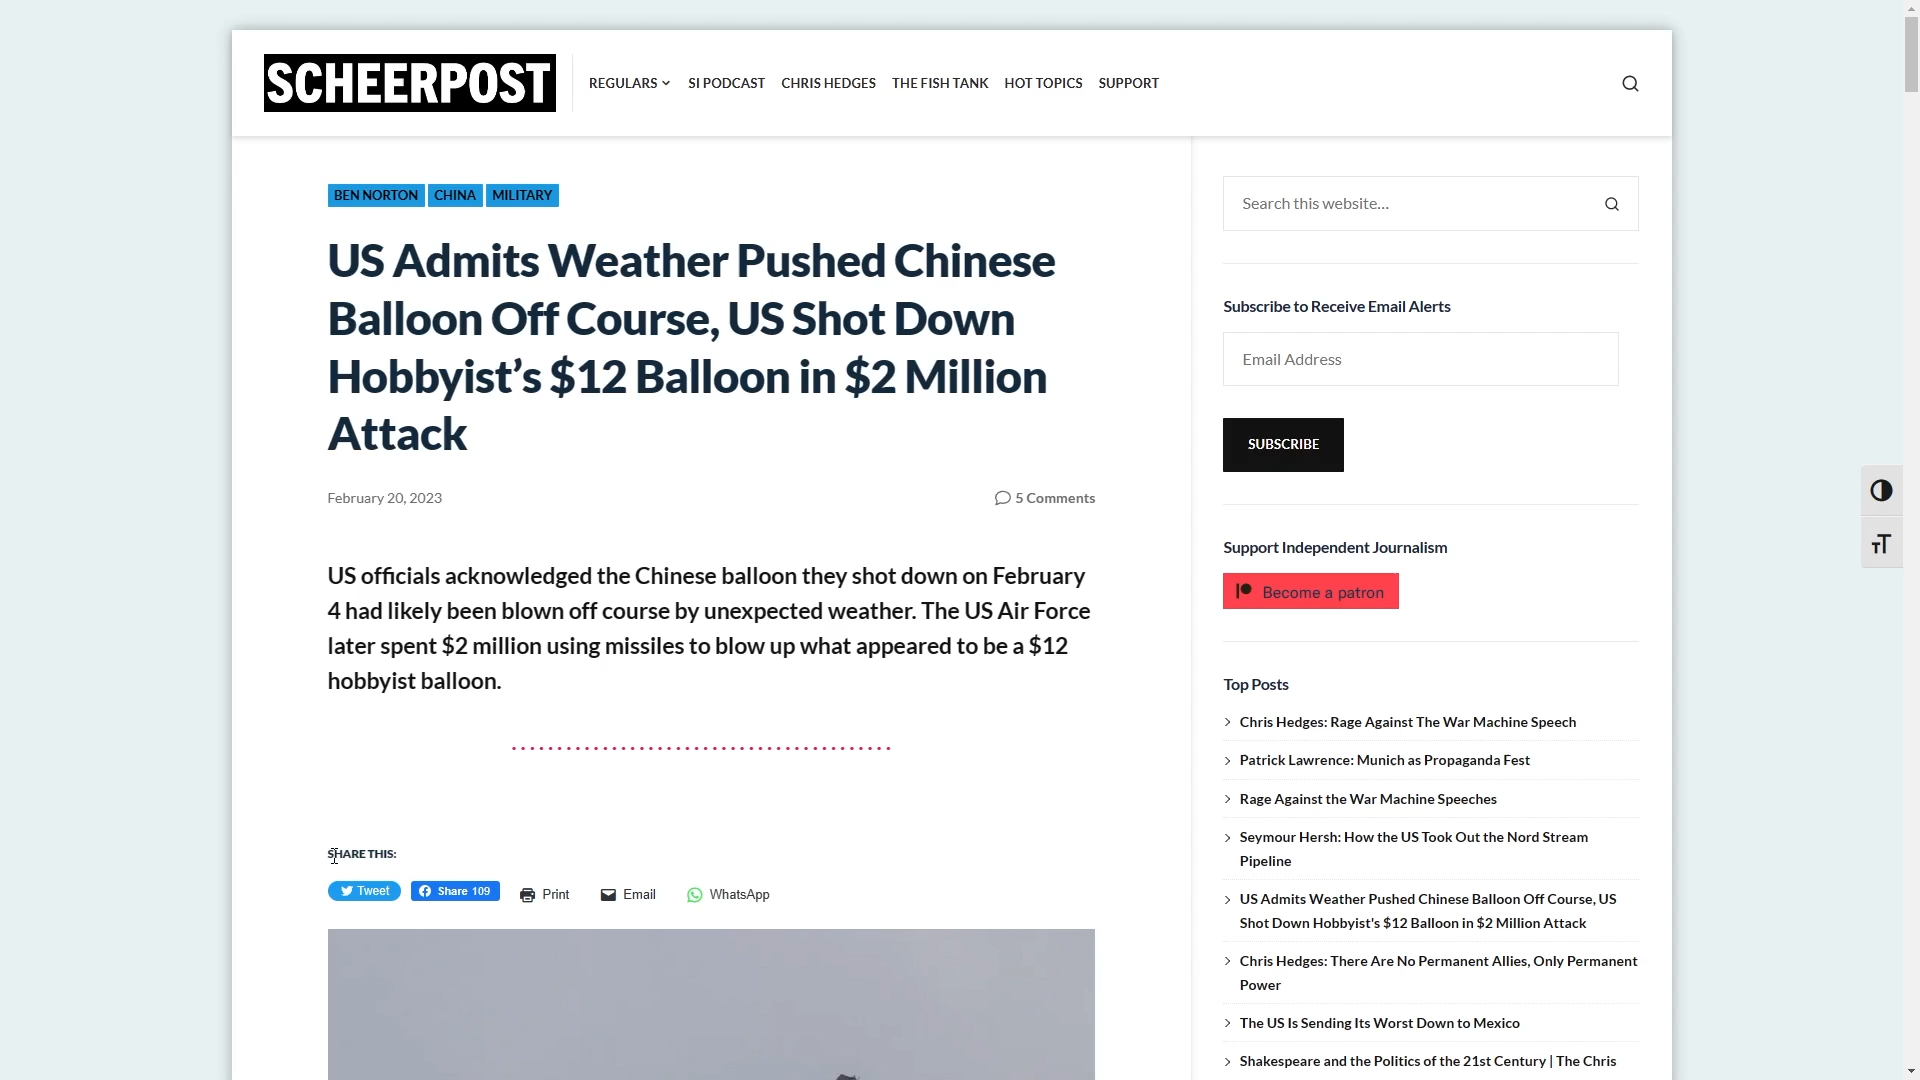 SCHEERPOST
REGULARS SI PODCAST CHRIS HEDGES THE FISH TANK HOT TOPICS SUPPORT
BEN NORTON CHINA MILITARY
US Admits Weather Pushed Chinese
Balloon Off Course, US Shot Down
Hobbyist’s $12 Balloon in $2 Million
Attack
February 20, 2023
5 Comments
US officials acknowledged the Chinese balloon they shot down on February
4 had likely been blown off course by unexpected weather. The US Air Force
later spent $2 million using missiles to blow up what appeared to be a $12
hobbyist balloon.
SHARE THIS:
Tweet Share 109 Print Email WhatsApp
Search this website...
Subscribe to Receive Email Alerts
Email Address
SUBSCRIBE
Support Independent Journalism
Become a patron
Top Posts
Chris Hedges: Rage Against The War Machine Speech
Patrick Lawrence: Munich as Propaganda Fest
Rage Against the War Machine Speeches
Seymour Hersh: How the US Took Out the Nord Stream
Pipeline
US Admits Weather Pushed Chinese Balloon Off Course, US
Shot Down Hobbyist's $12 Balloon in $2 Million Attack
Chris Hedges: There Are No Permanent Allies, Only Permanent
Power
The US Is Sending Its Worst Down to Mexico
Shakespeare and the Politics of the 21st Century | The Chris